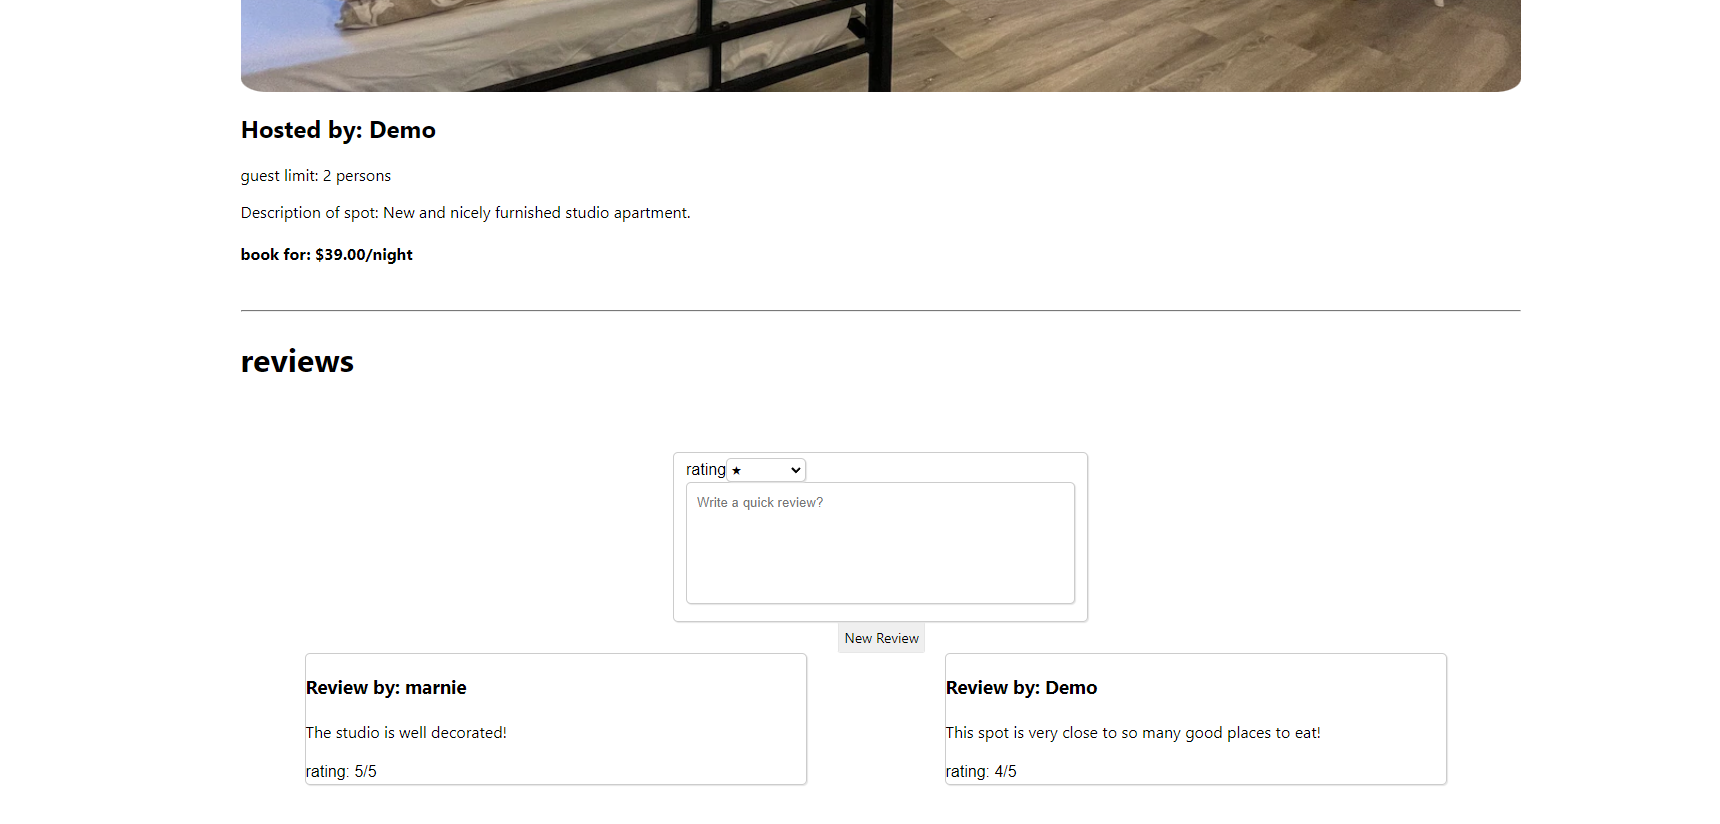 Hosted by: Demo
guest limit: 2 persons
Description of spot: New and nicely furnished studio apartment.
book for: $39.00/night
reviews
rating ★
Write a quick review?
New Review
Review by: marnie
The studio is well decorated!
rating: 5/5
Review by: Demo
This spot is very close to so many good places to eat!
rating: 4/5